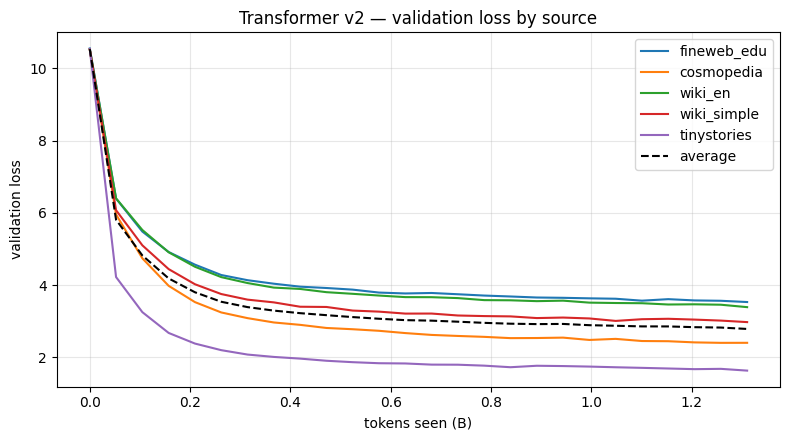 Transformer v2 — validation loss by source
validation loss
10
8
6
4
2
0.0 0.2 0.4 0.6 0.8 1.0 1.2
tokens seen (B)
fineweb_edu
cosmopedia
wiki_en
wiki_simple
tinystories
average